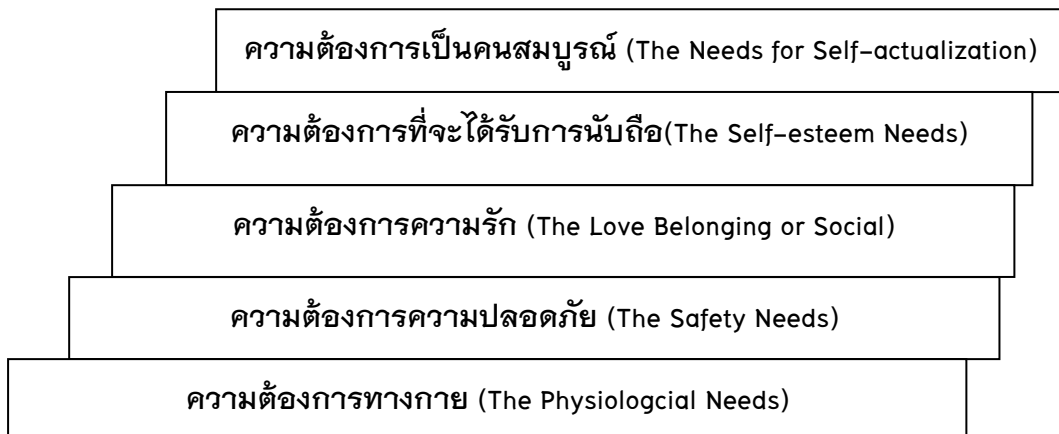 ความต้องการเป็นคนสมบูรณ์ (The Needs for Self-actualization)
ความต้องการที่จะได้รับการนับถือ(The Self-esteem Needs)
ความต้องการความรัก (The Love Belonging or Social)
ความต้องการความปลอดภัย (The Safety Needs)
ความต้องการทางกาย (The Physiologcial Needs)